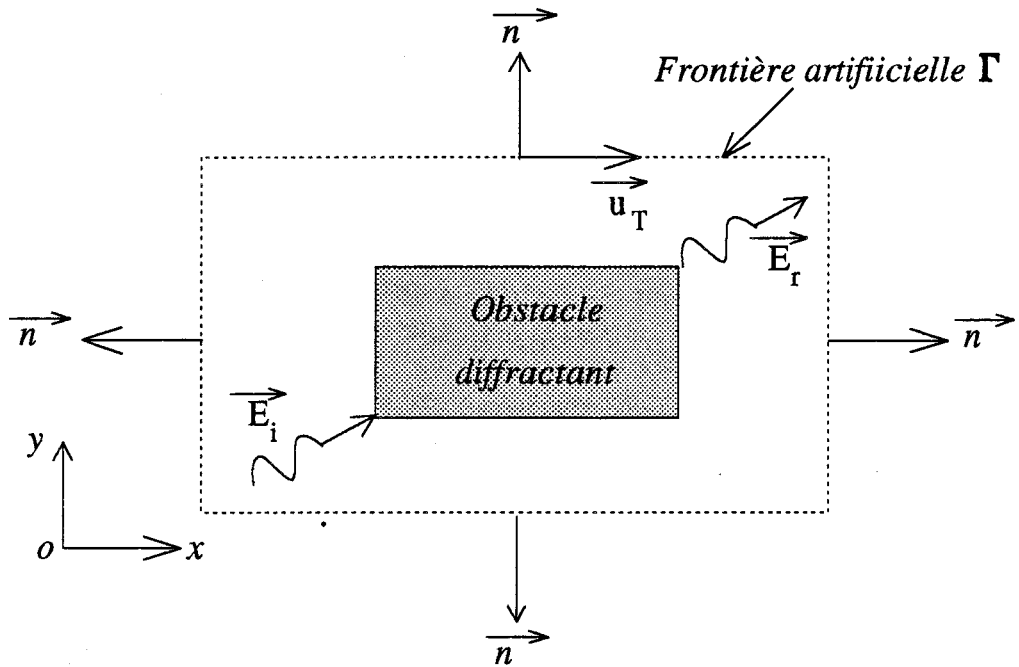 n
Frontière artifiicielle Γ
u_T
E_r
Obstacle
diffractant
n
n
E_i
y
o
x
n